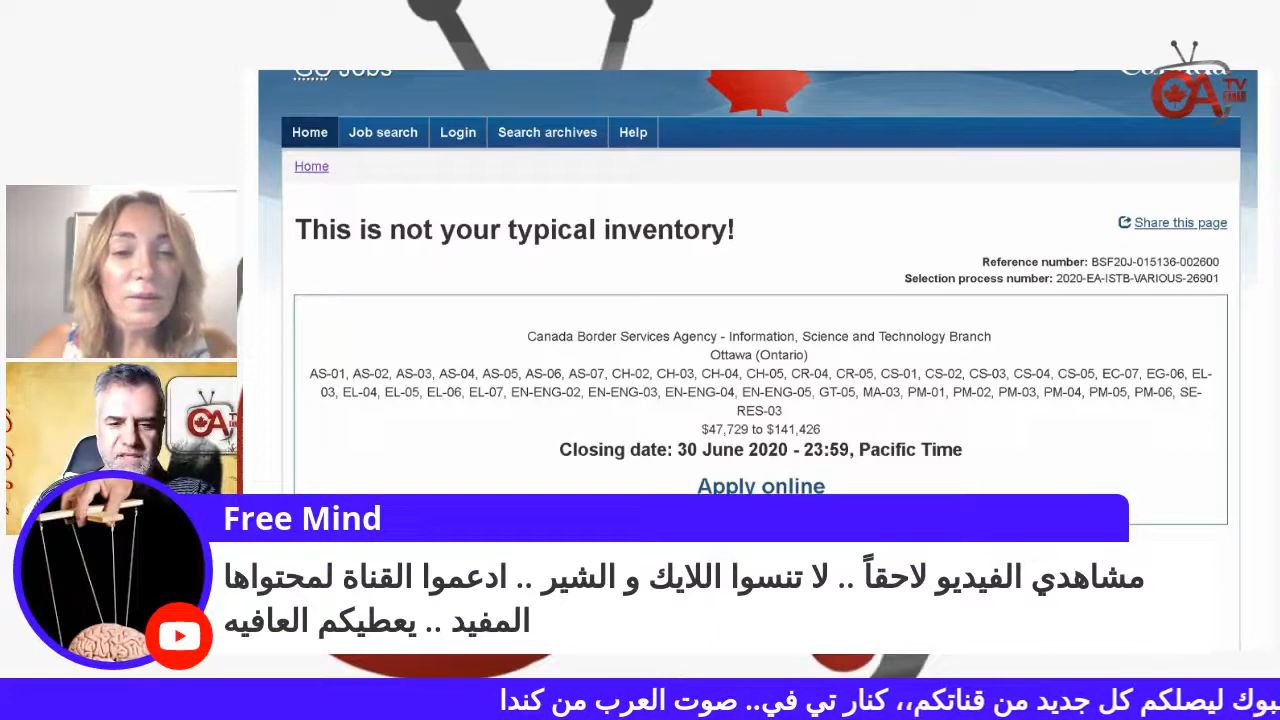 GC Jobs
Canada
CA TV
Home
Job search
Login
Search archives
Help
Home
This is not your typical inventory!
Share this page
Reference number: BSF20J-015136-002600
Selection process number: 2020-EA-ISTB-VARIOUS-26901
Canada Border Services Agency - Information, Science and Technology Branch
Ottawa (Ontario)
AS-01, AS-02, AS-03, AS-04, AS-05, AS-06, AS-07, CH-02, CH-03, CH-04, CH-05, CR-04, CR-05, CS-01, CS-02, CS-03, CS-04, CS-05, EC-07, EG-06, EL-
03, EL-04, EL-05, EL-06, EL-07, EN-ENG-02, EN-ENG-03, EN-ENG-04, EN-ENG-05, GT-05, MA-03, PM-01, PM-02, PM-03, PM-04, PM-05, PM-06, SE-
RES-03
$47,729 to $141,426
Closing date: 30 June 2020 - 23:59, Pacific Time
Apply online
CA
Free Mind
مشاهدي الفيديو لاحقاً .. لا تنسوا اللايك و الشير .. ادعموا القناة لمحتواها
المفيد .. يعطيكم العافيه
بوك ليصلكم كل جديد من قناتكم،، كنار تي في.. صوت العرب من كندا